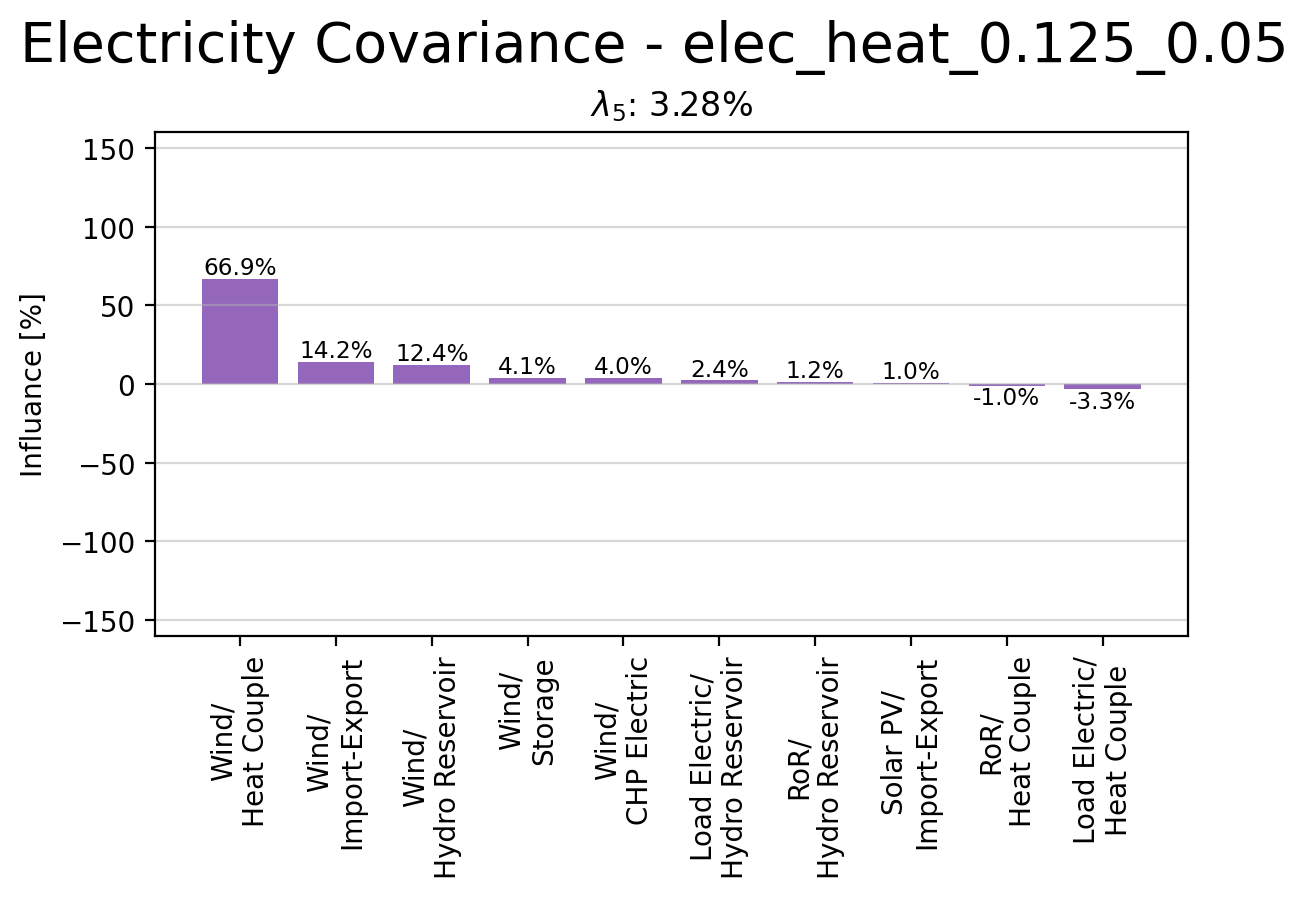 Electricity Covariance - elec_heat_0.125_0.05
λ5: 3.28%
Influance [%]
150
100
50
0
−50
−100
−150
66.9%
14.2%
12.4%
4.1%
4.0%
2.4%
1.2%
1.0%
-1.0%
-3.3%
Wind/
Heat Couple
Wind/
Import-Export
Wind/
Hydro Reservoir
Wind/
Storage
Wind/
CHP Electric
Load Electric/
Hydro Reservoir
RoR/
Hydro Reservoir
Solar PV/
Import-Export
RoR/
Heat Couple
Load Electric/
Heat Couple